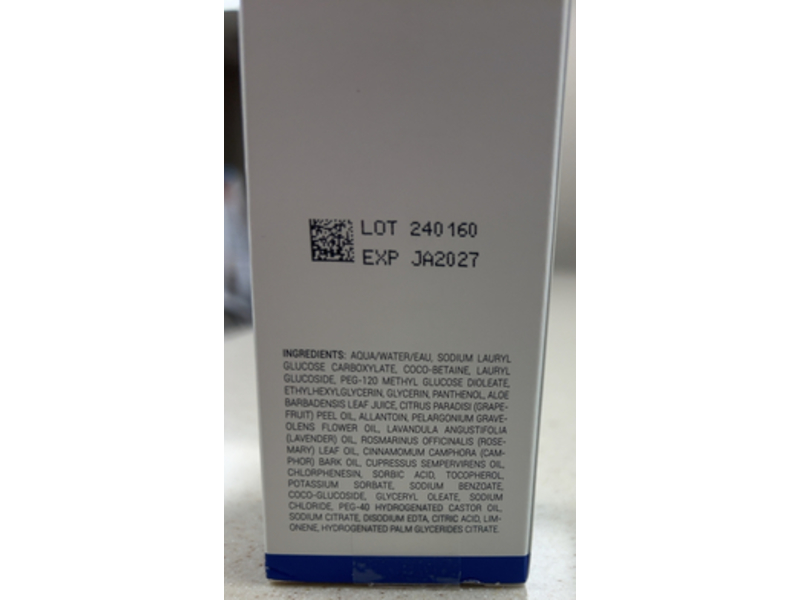 LOT 240160
EXP JA2027
INGREDIENTS: AQUA/WATER/EAU, SODIUM LAURYL
GLUCOSE CARBOXYLATE, COCO-BETAINE, LAURYL
GLUCOSIDE, PEG-120 METHYL GLUCOSE DIOLEATE,
ETHYLHEXYLGLYCERIN, GLYCERIN, PANTHENOL, ALOE
BARBADENSIS LEAF JUICE, CITRUS PARADISI (GRAPE-
FRUIT) PEEL OIL, ALLANTOIN, PELARGONIUM GRAVE-
OLENS FLOWER OIL, LAVANDULA ANGUSTIFOLIA
(LAVENDER) OIL, ROSMARINUS OFFICINALIS (ROSE-
MARY) LEAF OIL, CINNAMOMUM CAMPHORA (CAM-
PHOR) BARK OIL, CUPRESSUS SEMPERVIRENS OIL,
CHLORPHENESIN, SORBIC ACID, TOCOPHEROL,
POTASSIUM SORBATE, SODIUM BENZOATE,
COCO-GLUCOSIDE, GLYCERYL OLEATE, SODIUM
CHLORIDE, PEG-40 HYDROGENATED CASTOR OIL,
SODIUM CITRATE, DISODIUM EDTA, CITRIC ACID, LIM-
ONENE, HYDROGENATED PALM GLYCERIDES CITRATE.